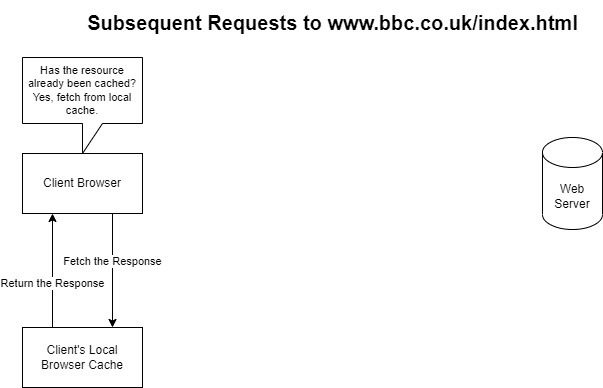 Subsequent Requests to www.bbc.co.uk/index.html
Has the resource
already been cached?
Yes, fetch from local
cache.
Client Browser
Web
Server
Fetch the Response
Return the Response
Client's Local
Browser Cache